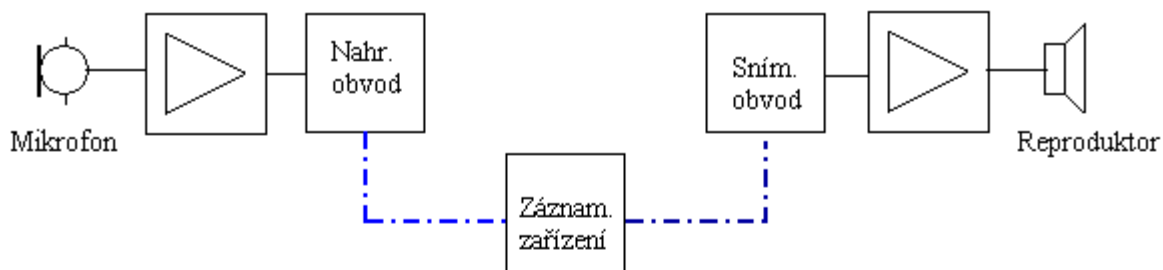 Mikrofon
Nahr.
obvod
Záznam.
zařízení
Sním.
obvod
Reproduktor